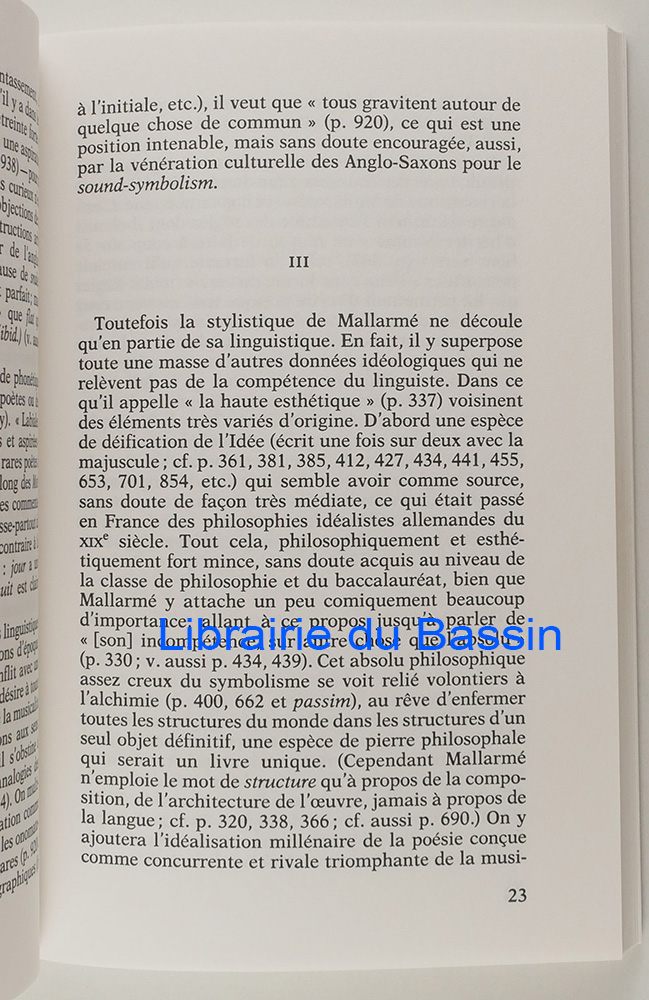 à l'initiale, etc.), il veut que « tous gravitent autour de
quelque chose de commun » (p. 920), ce qui est une
position intenable, mais sans doute encouragée, aussi,
par la vénération culturelle des Anglo-Saxons pour le
sound-symbolism.
III
Toutefois la stylistique de Mallarmé ne découle
qu'en partie de sa linguistique. En fait, il y superpose
toute une masse d'autres données idéologiques qui ne
relèvent pas de la compétence du linguiste. Dans ce
qu'il appelle « la haute esthétique » (p. 337) voisinent
des éléments très variés d'origine. D'abord une espèce
de déification de l'Idée (écrit une fois sur deux avec la
majuscule ; cf. p. 361, 381, 385, 412, 427, 434, 441, 455,
653, 701, 854, etc.) qui semble avoir comme source,
sans doute de façon très médiate, ce qui était passé
en France des philosophies idéalistes allemandes du
XIXe siècle. Tout cela, philosophiquement et esthé-
tiquement fort mince, sans doute acquis au niveau de
la classe de philosophie et du baccalauréat, bien que
Mallarmé y attache un peu comiquement beaucoup
d'importance, allant à ce propos jusqu'à parler de
« [son] incompétence, sur autre chose que l'absolu »
(p. 330 ; v. aussi p. 434, 439). Cet absolu philosophique
assez creux du symbolisme se voit relié volontiers à
l'alchimie (p. 400, 662 et passim), au rêve d'enfermer
toutes les structures du monde dans les structures d'un
seul objet définitif, une espèce de pierre philosophale
qui serait un livre unique. (Cependant Mallarmé
n'emploie le mot de structure qu'à propos de la compo-
sition, de l'architecture de l'œuvre, jamais à propos de
la langue ; cf. p. 320, 338, 366 ; cf. aussi p. 690.) On y
ajoutera l'idéalisation millénaire de la poésie conçue
comme concurrente et rivale triomphante de la musi-
23
Librairie du Bassin